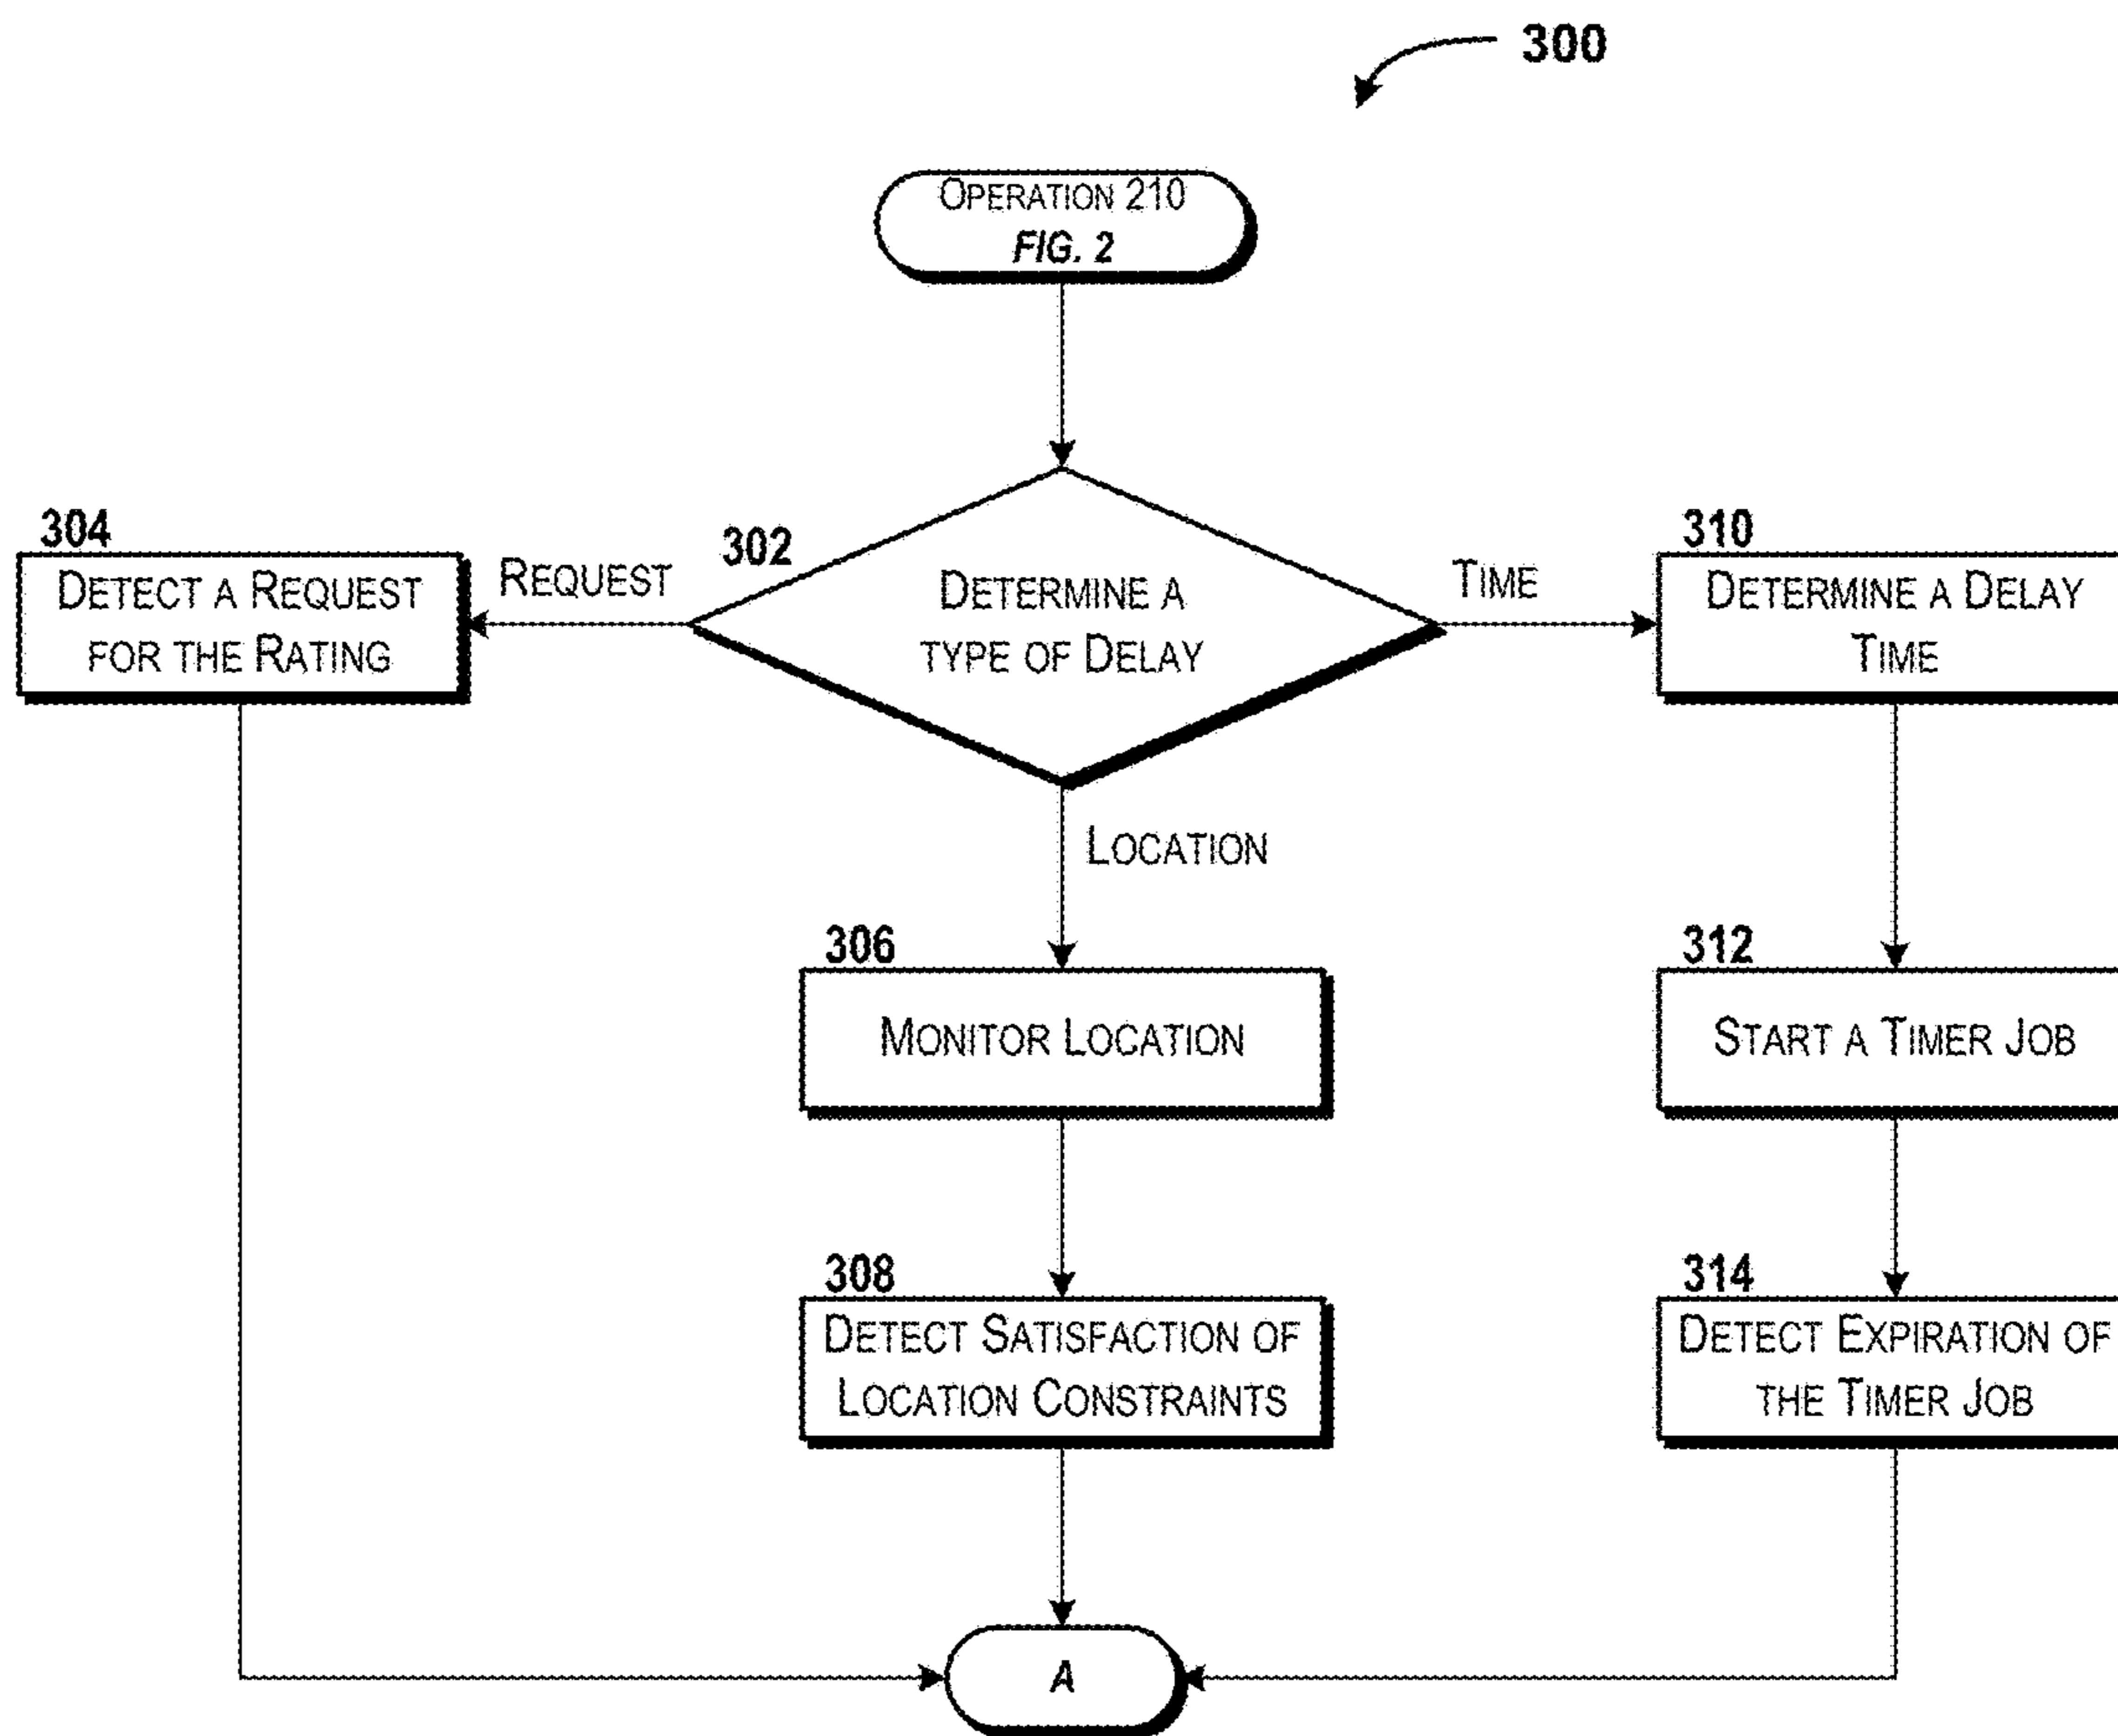 300
OPERATION 210
FIG. 2
304
302
310
DETECT A REQUEST
FOR THE RATING
REQUEST
DETERMINE A
TYPE OF DELAY
TIME
DETERMINE A DELAY
TIME
LOCATION
306
312
MONITOR LOCATION
START A TIMER JOB
308
314
DETECT SATISFACTION OF
LOCATION CONSTRAINTS
DETECT EXPIRATION OF
THE TIMER JOB
A